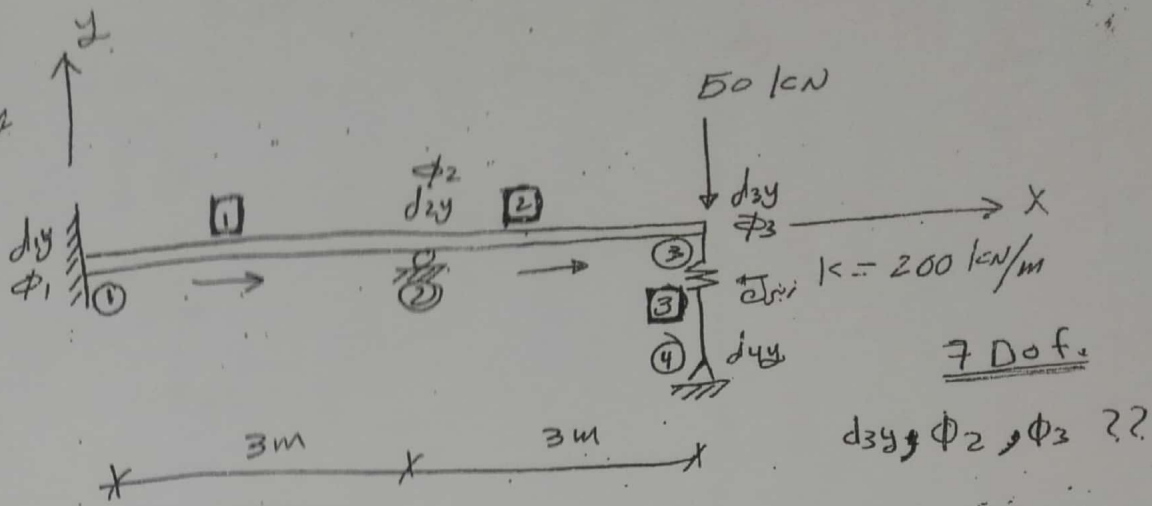 y
50 kN
ϕ2
d2y
1
2
d3y
ϕ3
X
d1y
ϕ1
1
2
3
k = 200 kN/m
3
4
d4y
7 Dof.
3m
3m
d3y, ϕ2, ϕ3 ??